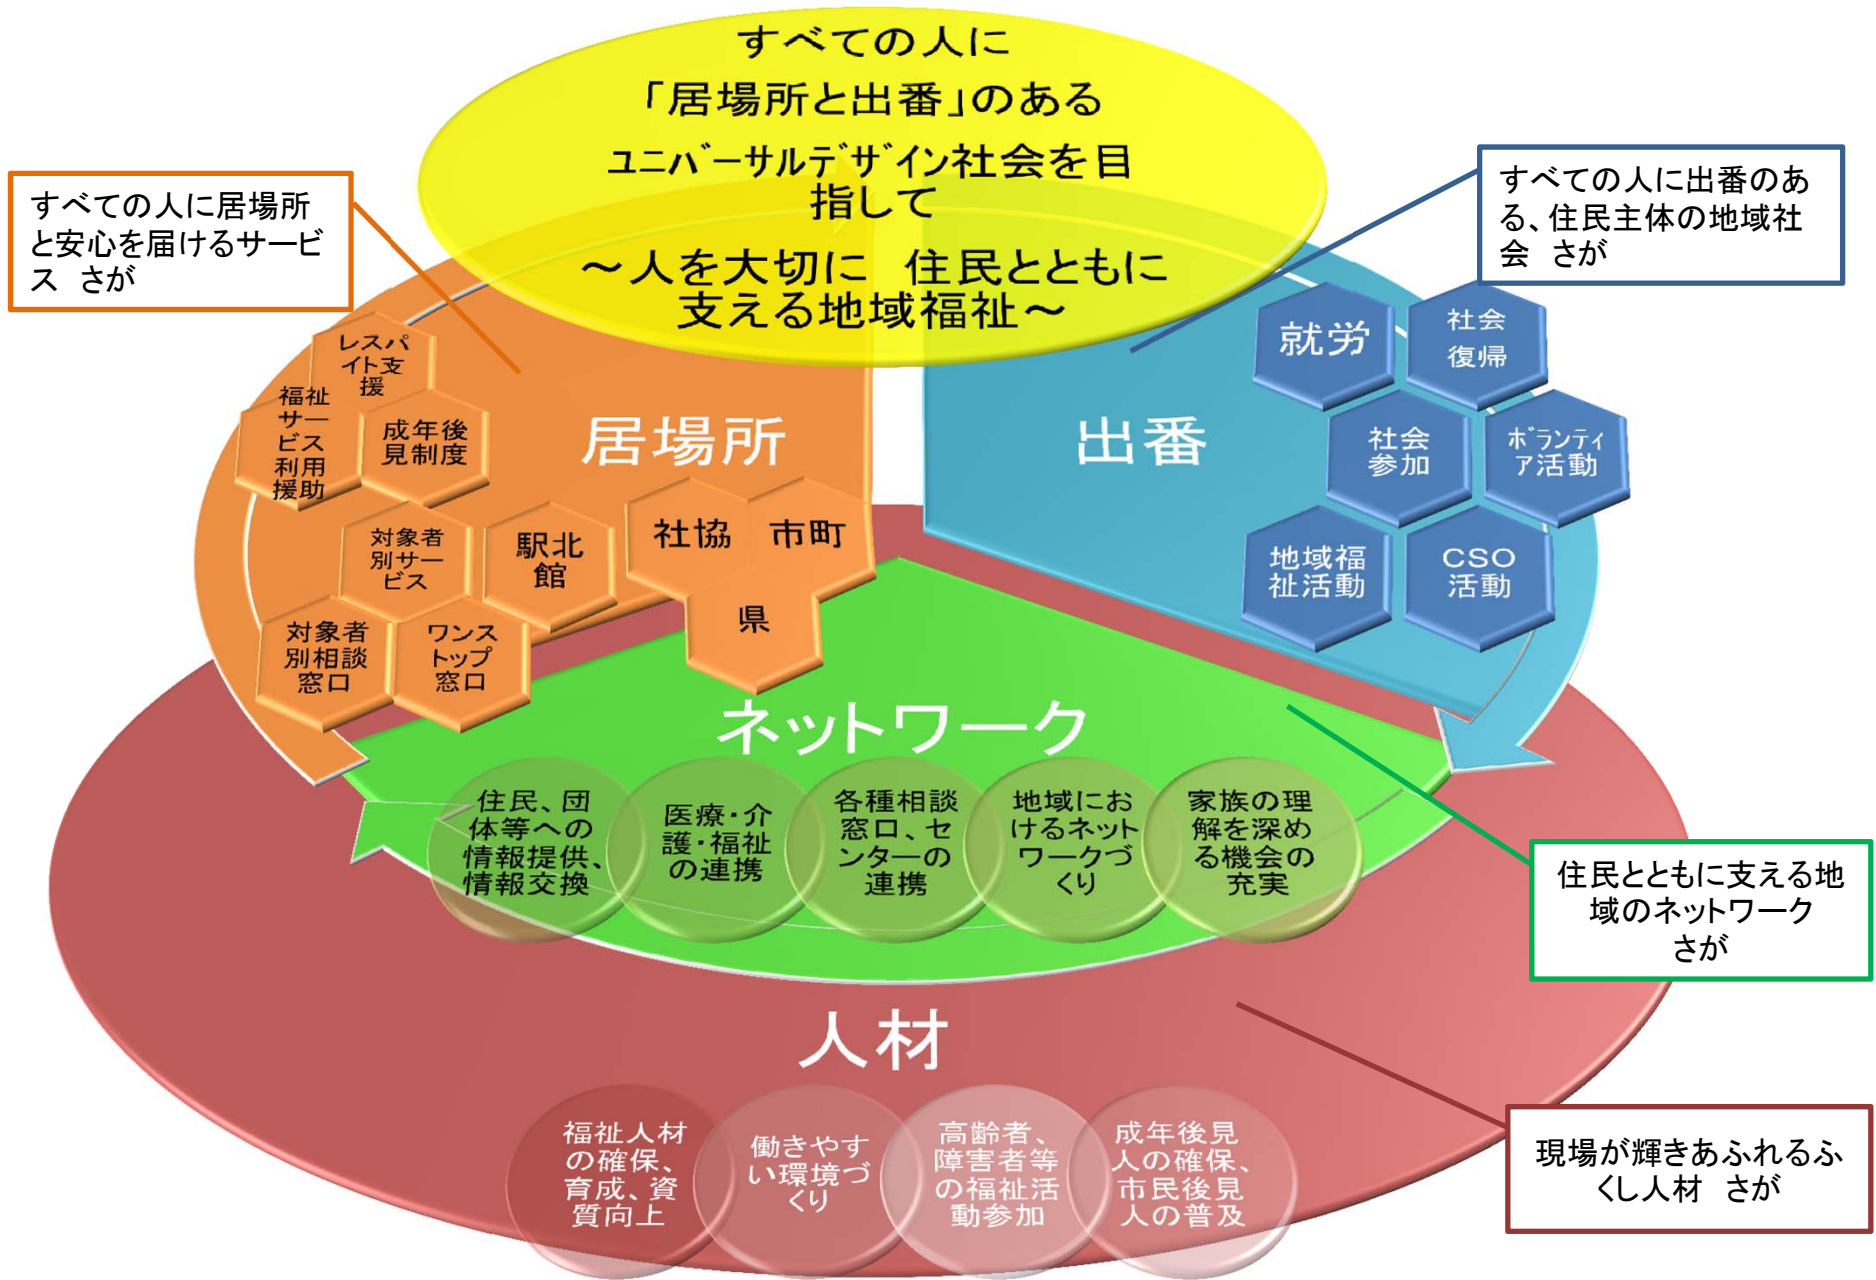 すべての人に
「居場所と出番」のある
ユニバーサルデザイン社会を目
指して
～人を大切に　住民とともに
支える地域福祉～
すべての人に居場所
と安心を届けるサービ
ス　さが
すべての人に出番のあ
る、住民主体の地域社
会　さが
レスパ
イト支
援
福祉
サー
ビス
利用
援助
成年後
見制度
居場所
対象者
別サー
ビス
駅北
館
社協
市町
県
対象者
別相談
窓口
ワンス
トップ
窓口
出番
就労
社会
復帰
社会
参加
ボランティ
ア活動
地域福
祉活動
CSO
活動
ネットワーク
住民、団
体等への
情報提供、
情報交換
医療・介
護・福祉
の連携
各種相談
窓口、セ
ンターの
連携
地域にお
けるネット
ワークづ
くり
家族の理
解を深め
る機会の
充実
住民とともに支える地
域のネットワーク
さが
人材
福祉人材
の確保、
育成、資
質向上
働きやす
い環境づ
くり
高齢者、
障害者等
の福祉活
動参加
成年後見
人の確保、
市民後見
人の普及
現場が輝きあふれるふ
くし人材　さが